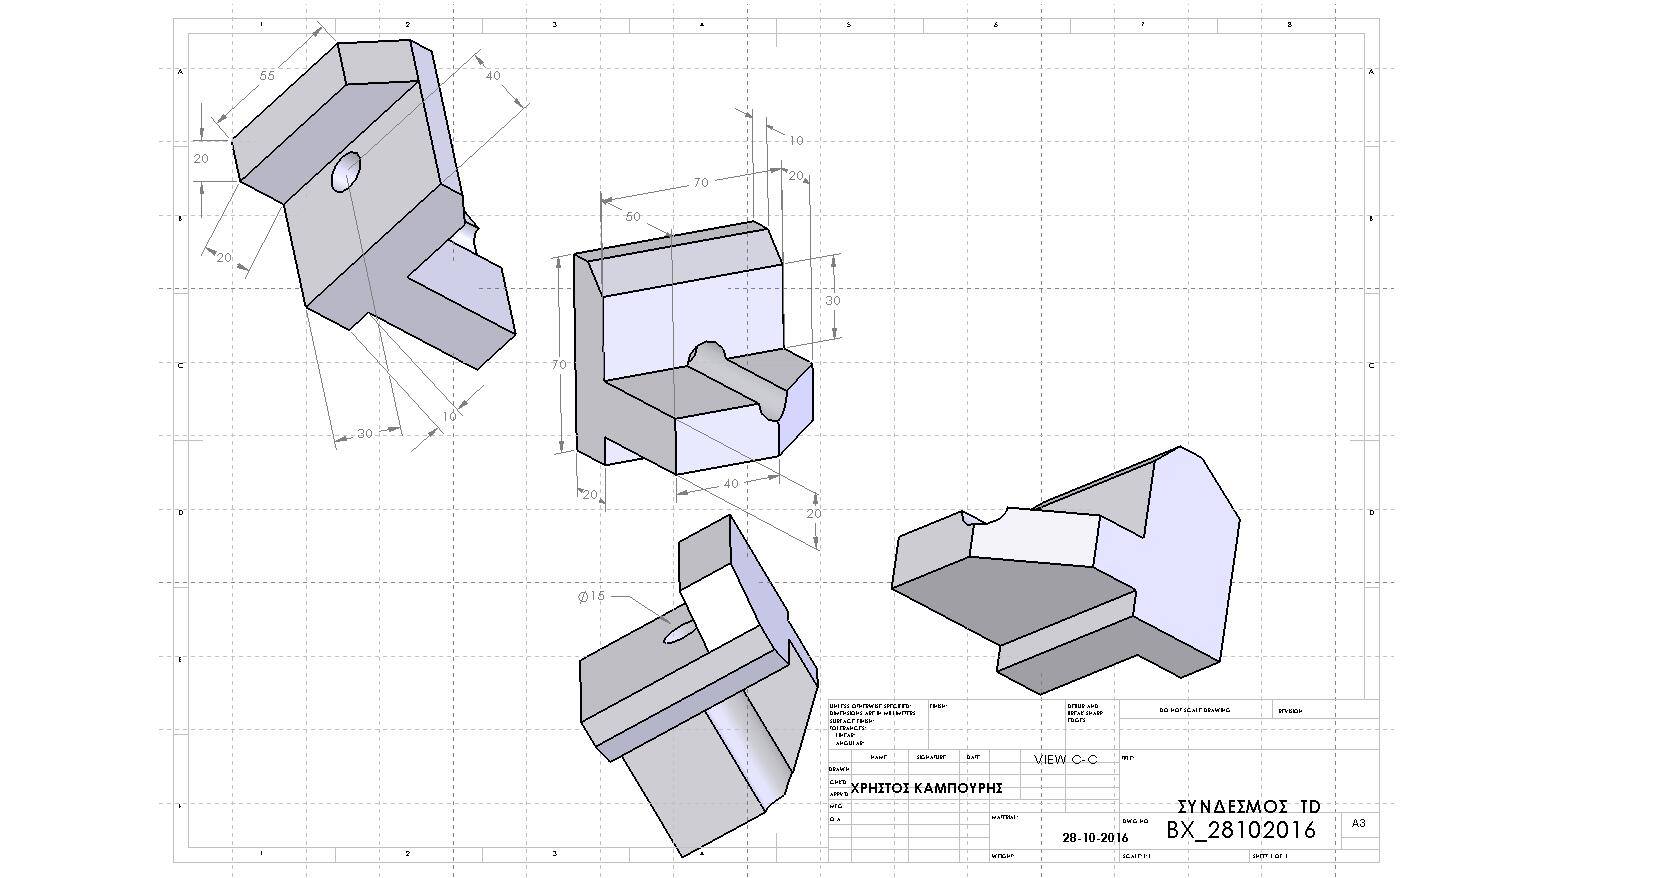 1 2 3 4 5 6 7 8
A A
55
40
20
10
70
20
B B
50
20
30
C 70 C
10
30
40
20
20
D D
Ø15
E
F
UNLESS OTHERWISE SPECIFIED:
DIMENSIONS ARE IN MILLIMETERS
SURFACE FINISH:
TOLERANCES:
LINEAR:
ANGULAR:
FINISH:
DEBUR AND
BREAK SHARP
EDGES
DO NOT SCALE DRAWING
REVISION
NAME SIGNATURE DATE
VIEW C-C
TITLE:
DRAWN
CHK'D
APPV'D ΧΡΗΣΤΟΣ ΚΑΜΠΟΥΡΗΣ
MFG
Q.A
MATERIAL:
28-10-2016
WEIGHT:
ΣΥΝΔΕΣΜΟΣ TD
DWG NO.
BX_28102016
A3
SCALE:1:1
SHEET 1 OF 1
1 2 3 4